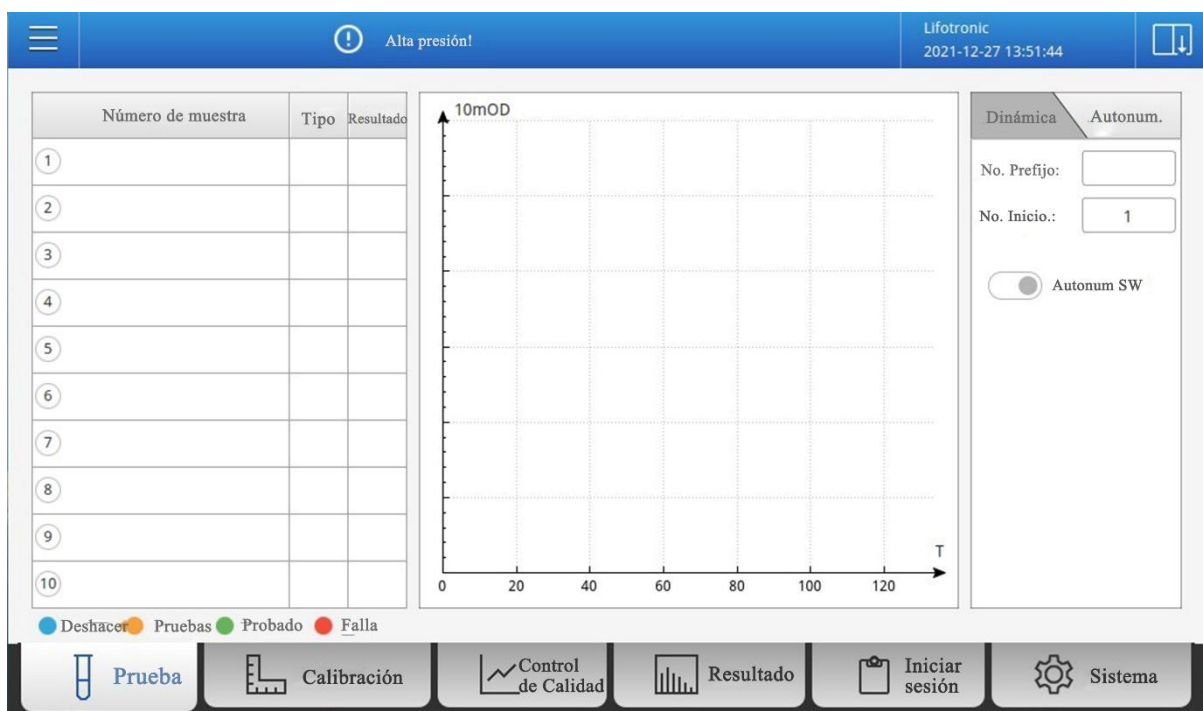 Alta presión!
Lifotronic
2021-12-27 13:51:44
Número de muestra
Tipo
Resultado
1
2
3
4
5
6
7
8
9
10
10mOD
T
0 20 40 60 80 100 120
Dinámica
Autonum.
No. Prefijo:
No. Inicio.: 1
Autonum SW
Deshacer Pruebas Probado Falla
Prueba
Calibración
Control
de Calidad
Resultado
Iniciar
sesión
Sistema